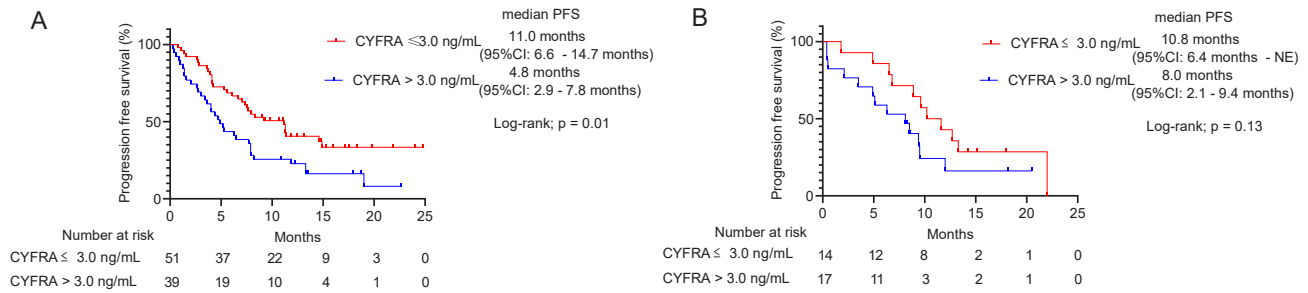 A
median PFS
CYFRA ≤3.0 ng/mL
11.0 months
(95%CI: 6.6 - 14.7 months)
CYFRA > 3.0 ng/mL
4.8 months
(95%CI: 2.9 - 7.8 months)
Log-rank; p = 0.01
Progression free survival (%)
100
50
0
0 5 10 15 20 25
Months
Number at risk
CYFRA ≤ 3.0 ng/mL 51 37 22 9 3 0
CYFRA > 3.0 ng/mL 39 19 10 4 1 0
B
median PFS
CYFRA ≤ 3.0 ng/mL
10.8 months
(95%CI: 6.4 months - NE)
CYFRA > 3.0 ng/mL
8.0 months
(95%CI: 2.1 - 9.4 months)
Log-rank; p = 0.13
Progression free survival (%)
100
50
0
0 5 10 15 20 25
Months
Number at risk
CYFRA ≤ 3.0 ng/mL 14 12 8 2 1 0
CYFRA > 3.0 ng/mL 17 11 3 2 1 0